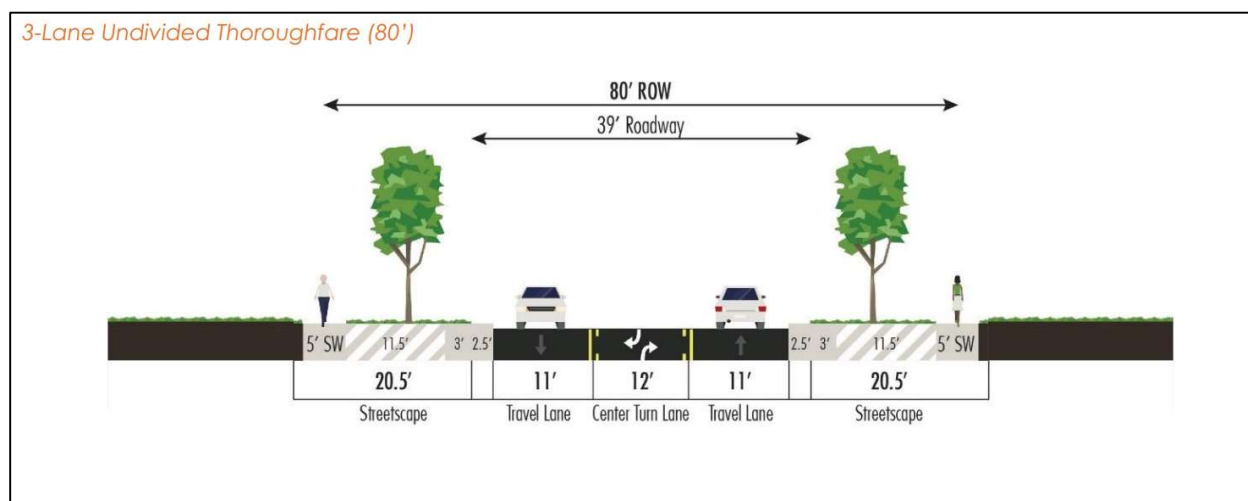 3-Lane Undivided Thoroughfare (80’)
80’ ROW
39’ Roadway
5’ SW 11.5’ 3’ 2.5’ 2.5’ 3’ 11.5’ 5’ SW
20.5’ 11’ 12’ 11’ 20.5’
Streetscape Travel Lane Center Turn Lane Travel Lane Streetscape